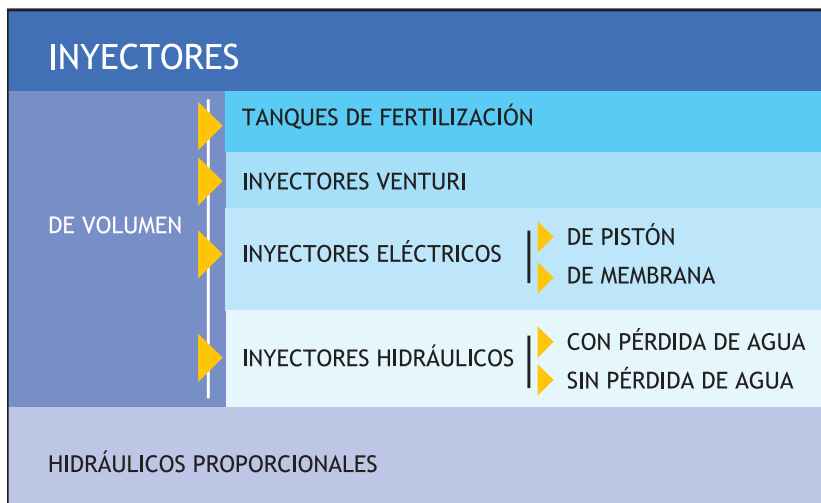 INYECTORES
DE VOLUMEN
TANQUES DE FERTILIZACIÓN
INYECTORES VENTURI
INYECTORES ELÉCTRICOS
DE PISTÓN
DE MEMBRANA
INYECTORES HIDRÁULICOS
CON PÉRDIDA DE AGUA
SIN PÉRDIDA DE AGUA
HIDRÁULICOS PROPORCIONALES